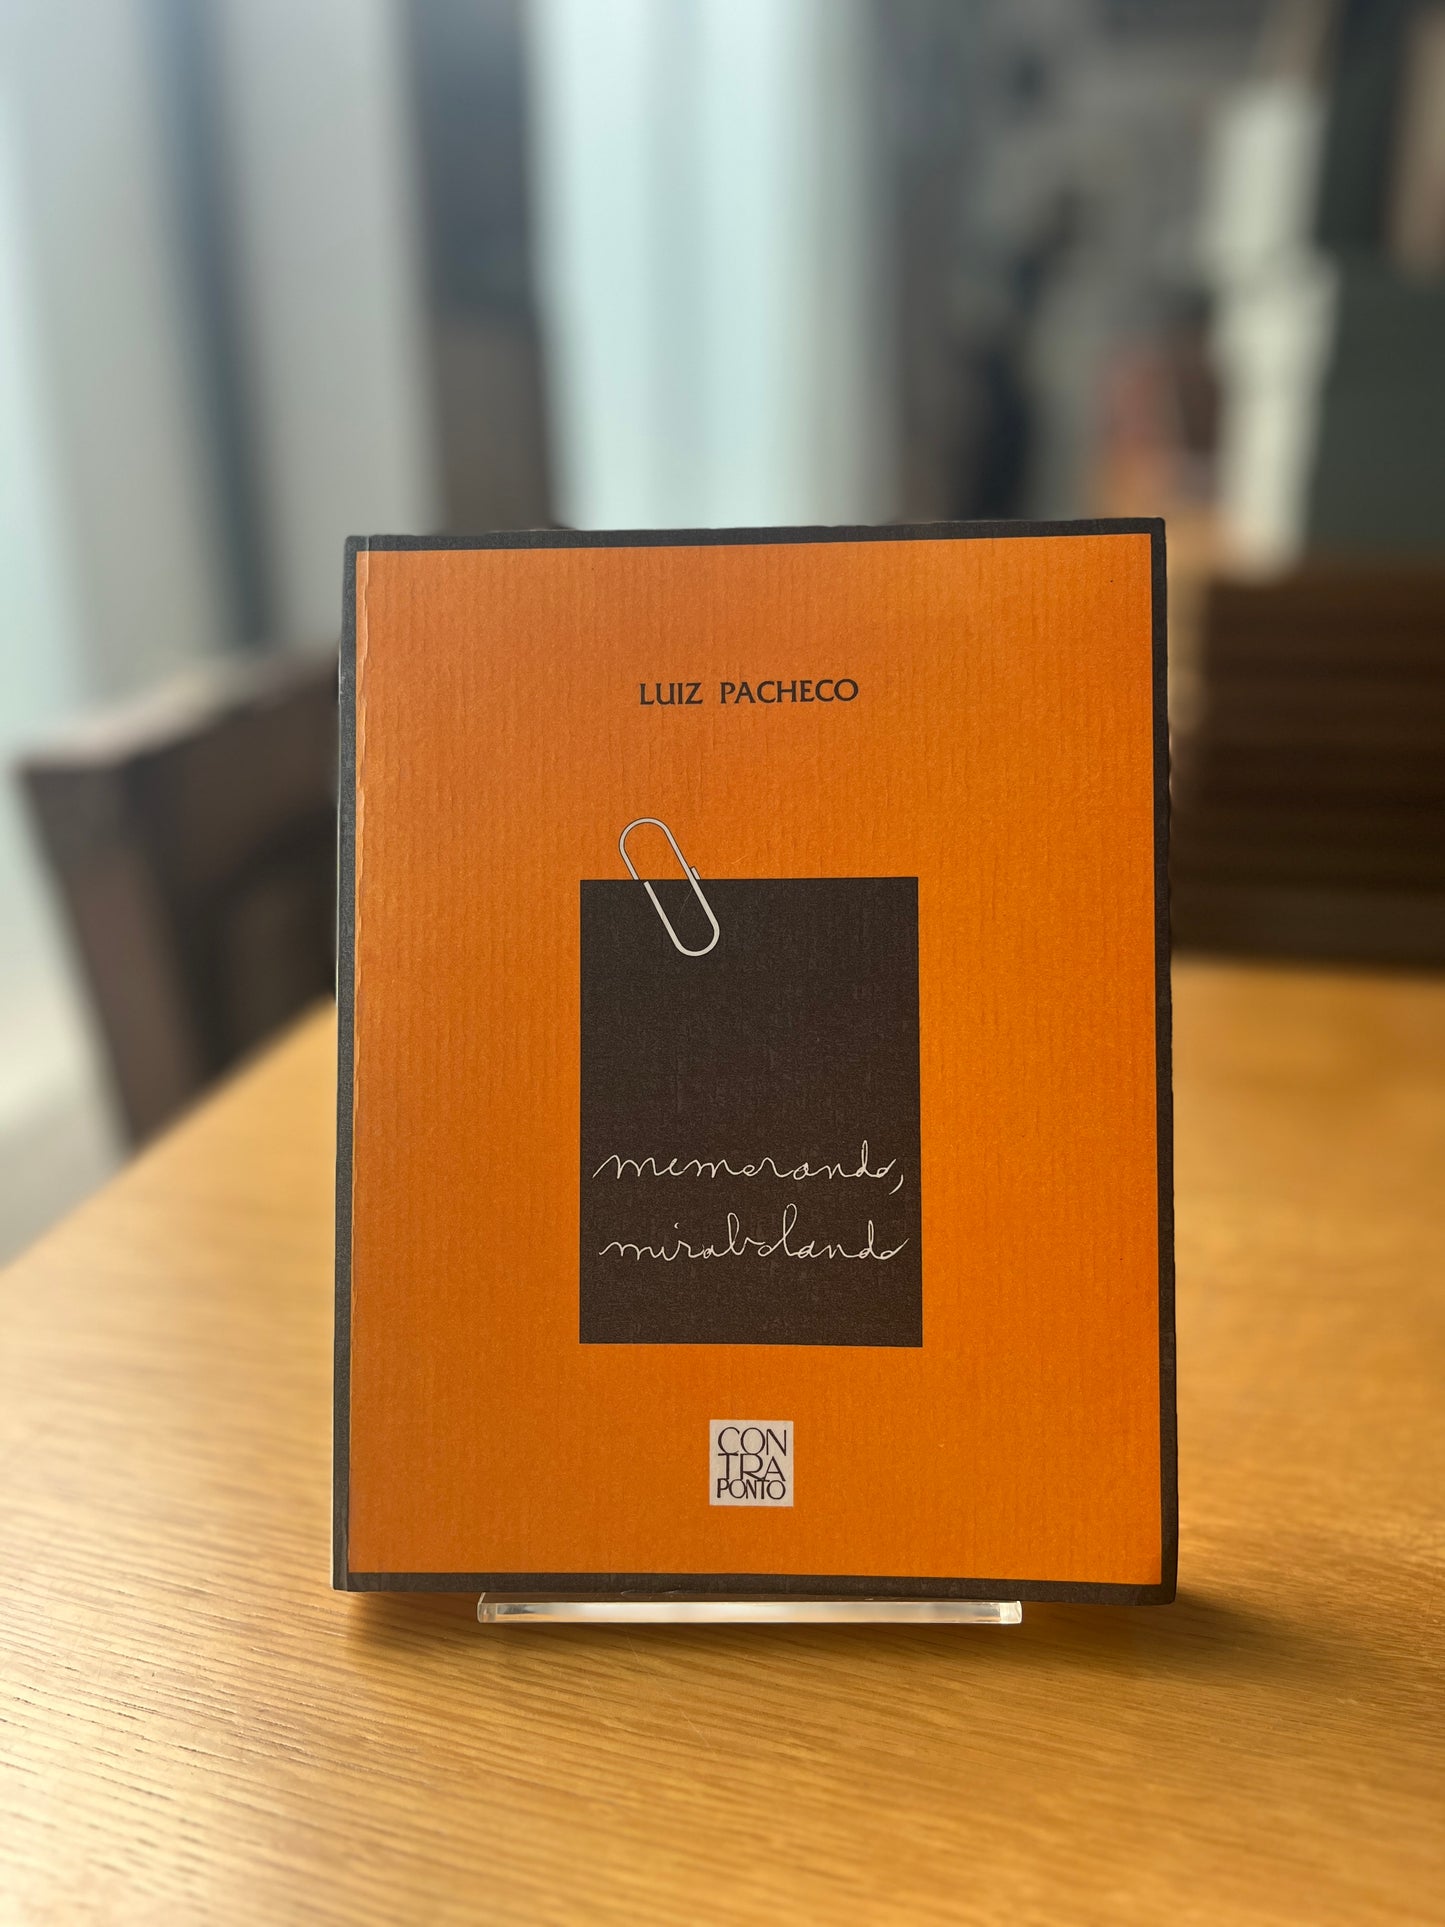 LUIZ PACHECO
memorando,
mirabolando
CON
TRA
PONTO